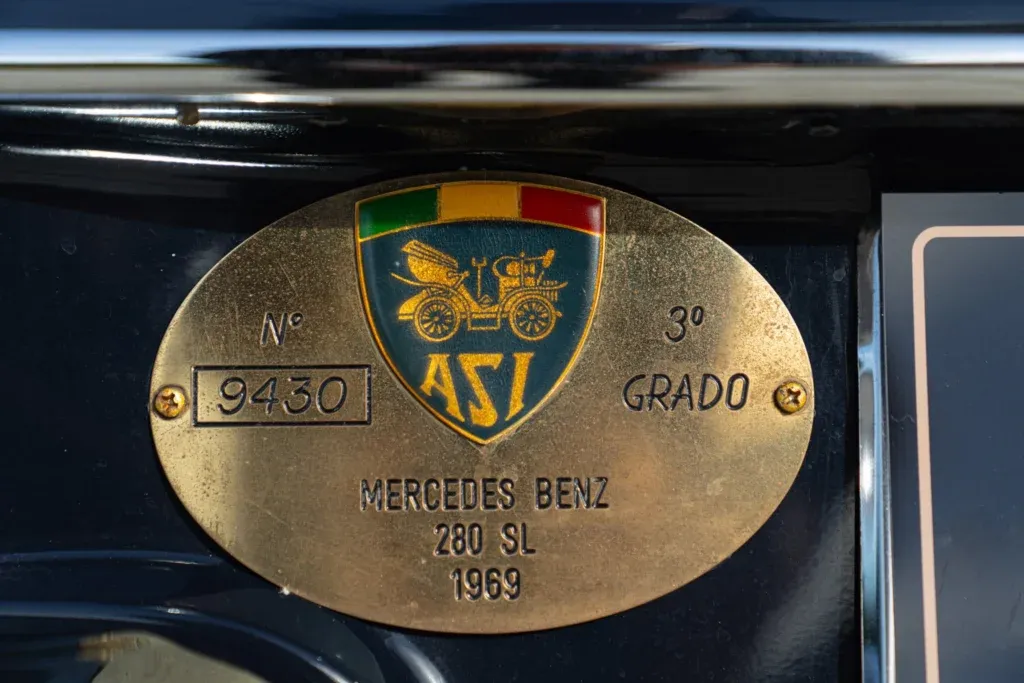 ASI
N° 3°
9430 GRADO
MERCEDES BENZ
280 SL
1969